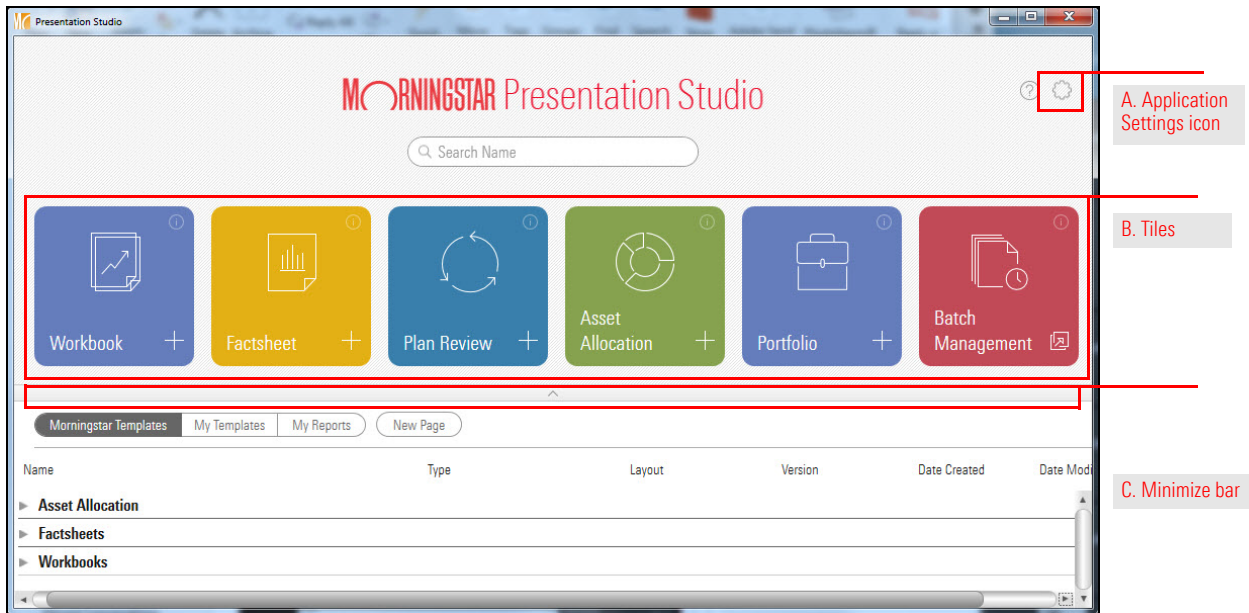 Presentation Studio
MORNINGSTAR Presentation Studio
?
A. Application
Settings icon
Search Name
B. Tiles
Workbook
Factsheet
Plan Review
Asset
Allocation
Portfolio
Batch
Management
Morningstar Templates
My Templates
My Reports
New Page
Name Type Layout Version Date Created Date Modi
C. Minimize bar
Asset Allocation
Factsheets
Workbooks